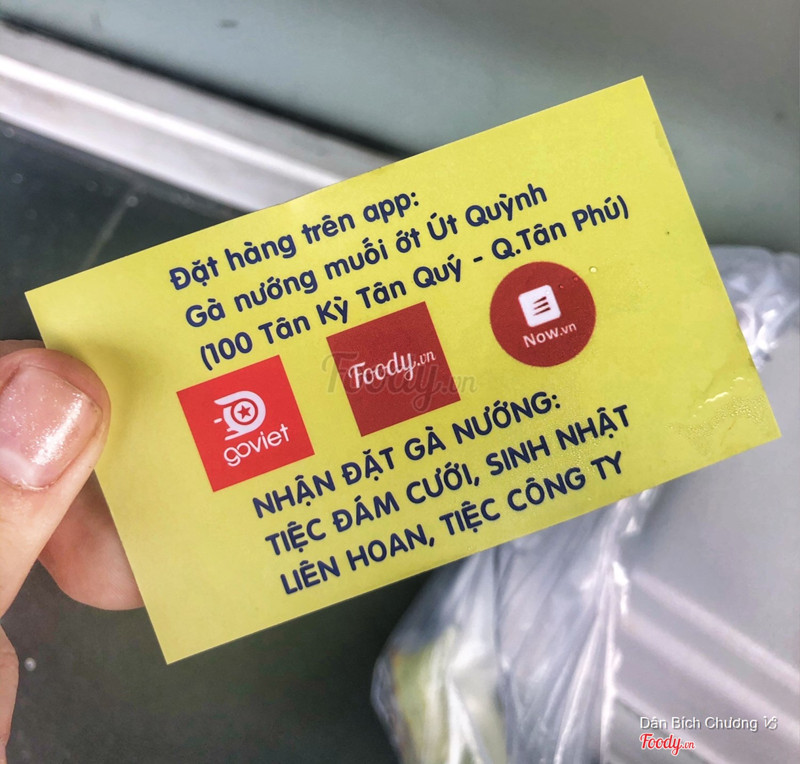 Đặt hàng trên app:
Gà nướng muối ớt Út Quỳnh
(100 Tân Kỳ Tân Quý - Q.Tân Phú)
goviet
Foody.vn
Now.vn
Foody.vn
NHẬN ĐẶT GÀ NƯỚNG:
TIỆC ĐÁM CƯỚI, SINH NHẬT
LIÊN HOAN, TIỆC CÔNG TY
Dân Bích Chương
Foody.vn